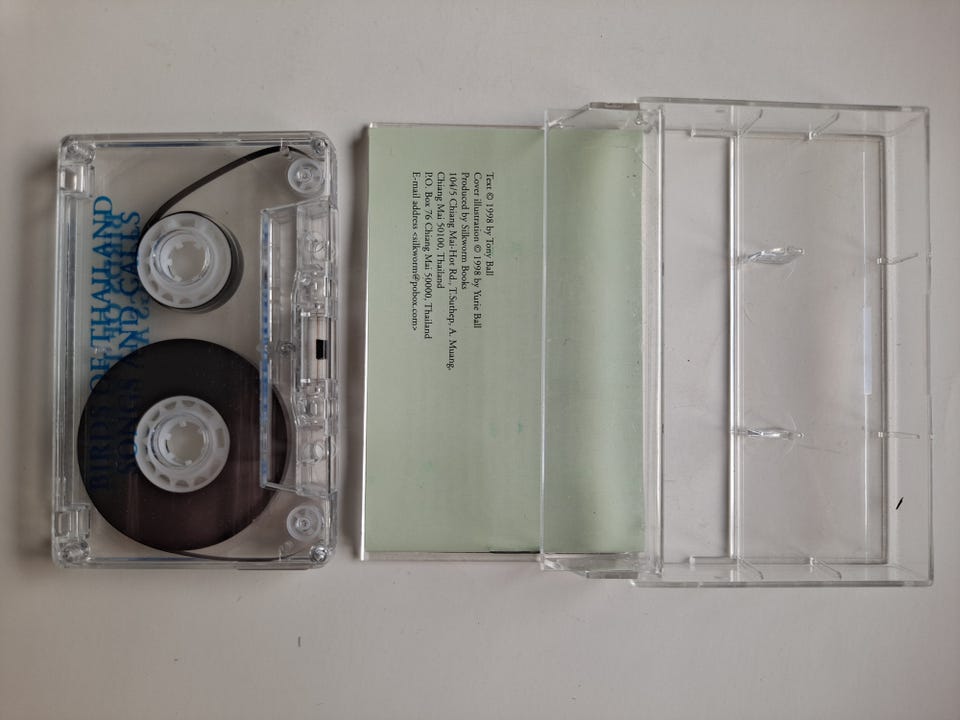 BIRDS OF THAILAND
SONGS AND CALLS
Text © 1998 by Tony Ball
Cover illustration © 1998 by Yurie Ball
Produced by Silkworm Books
104/5 Chiang Mai-Hot Rd., T.Suthep, A. Muang,
Chiang Mai 50100, Thailand
P.O. Box 76 Chiang Mai 50000, Thailand
E-mail address <silkworm@pobox.com>